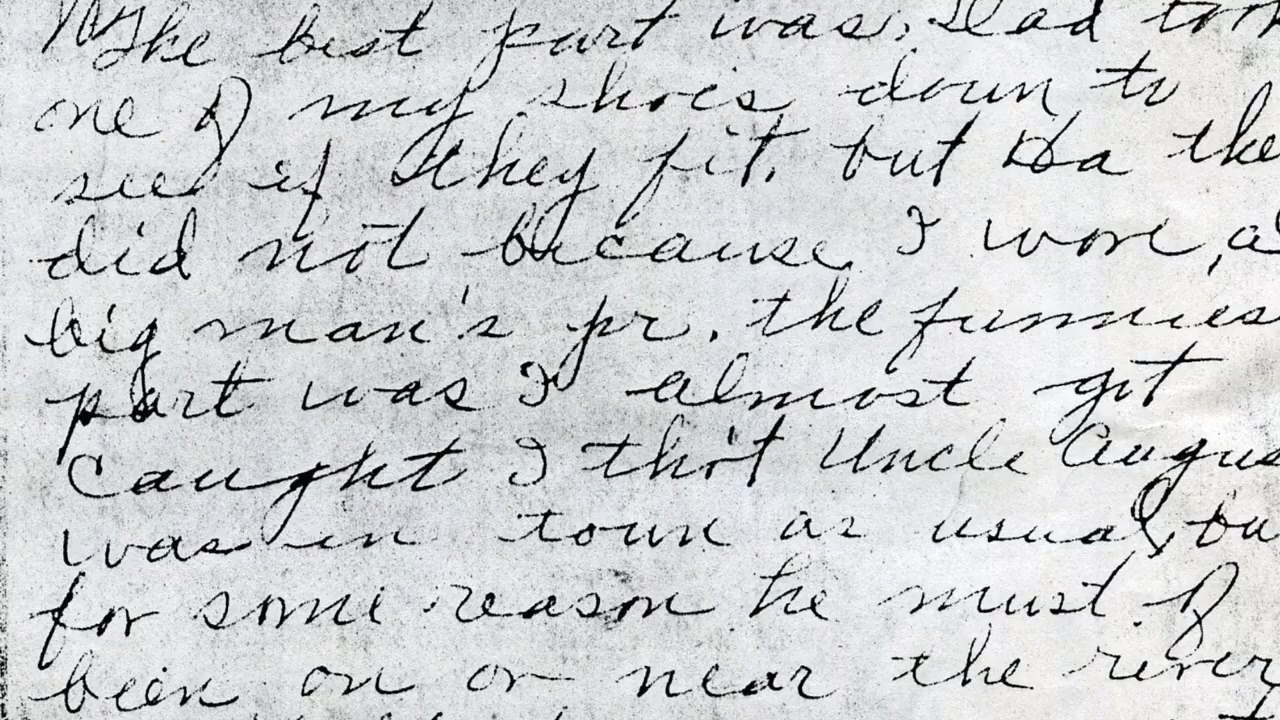 The best part was, Dad took
one of my shoes down to
see if they fit, but Ha the
did not because I wore, a
big man's pr. the funnies
part was I almost got
caught I tho't Uncle Augus
was in town as usual, bu
for some reason he must of
been on or near the river